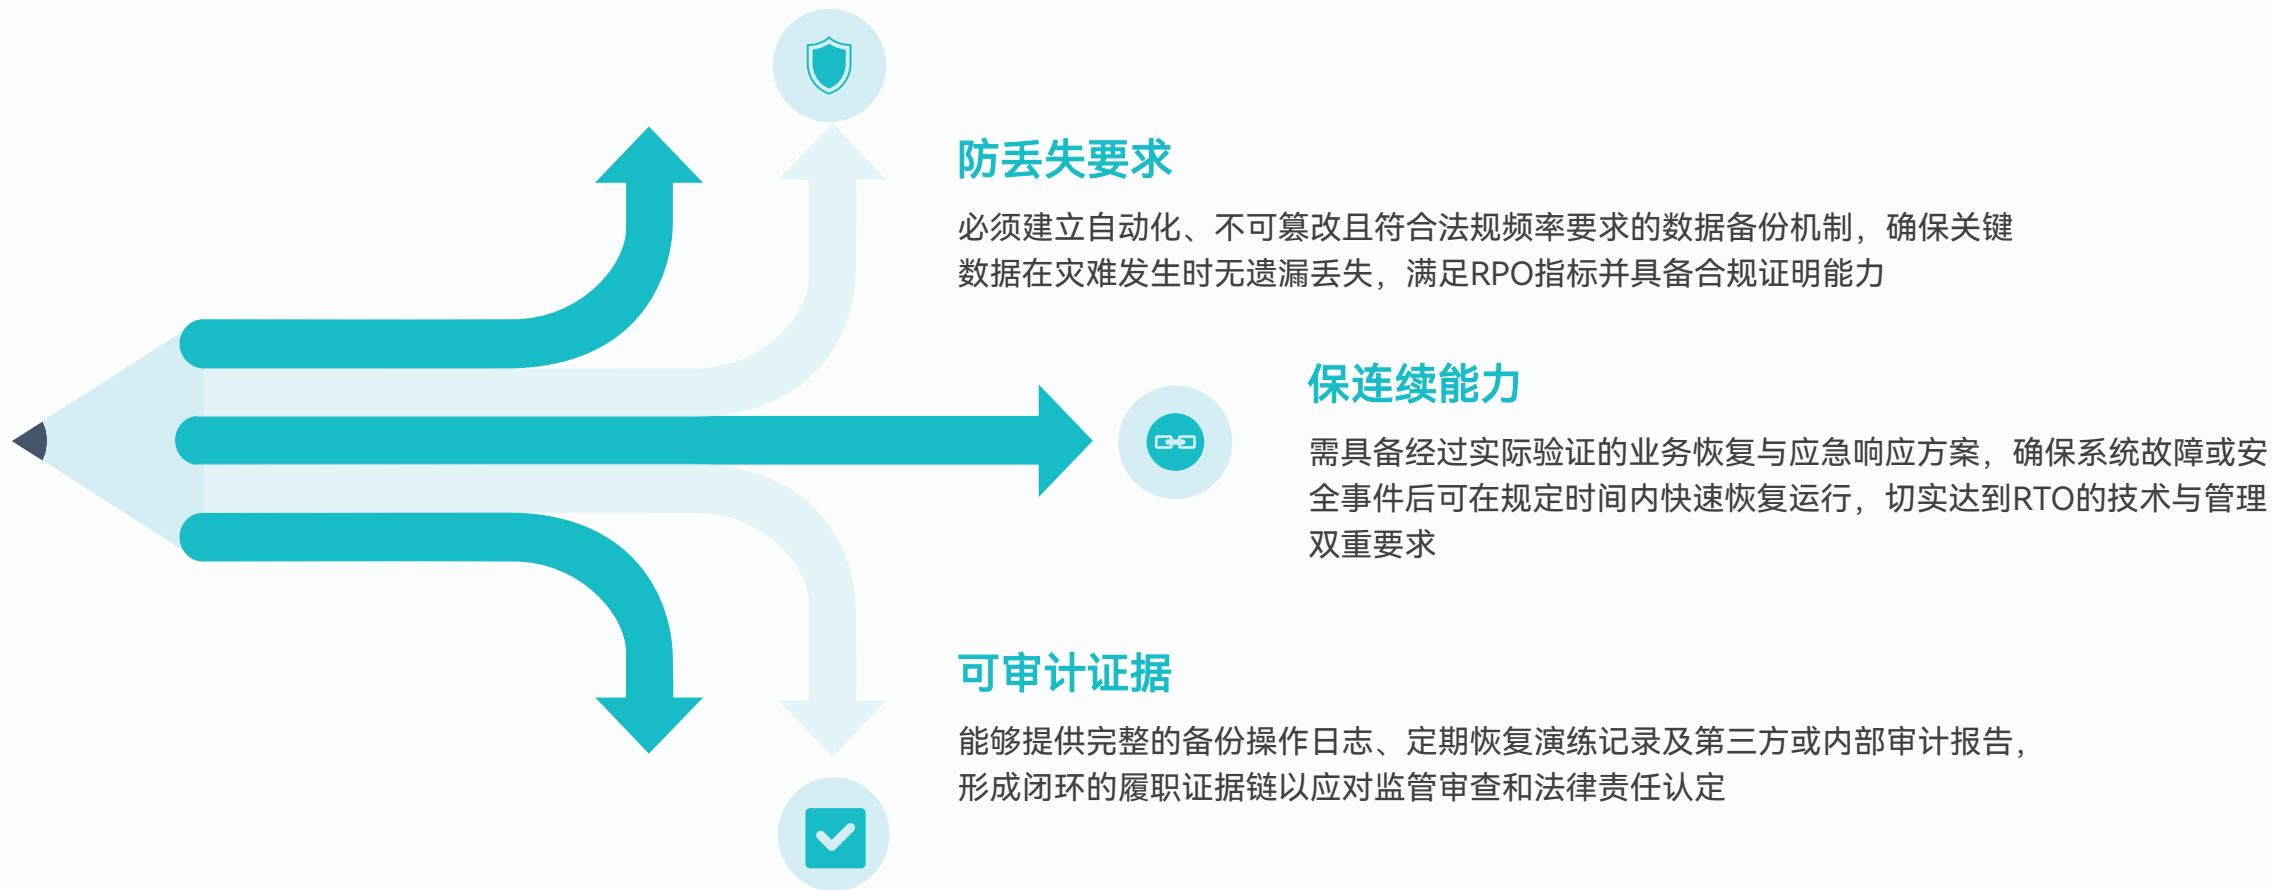 防丢失要求
必须建立自动化、不可篡改且符合法规频率要求的数据备份机制，确保关键
数据在灾难发生时无遗漏丢失，满足RPO指标并具备合规证明能力
保连续能力
需具备经过实际验证的业务恢复与应急响应方案，确保系统故障或安
全事件后可在规定时间内快速恢复运行，切实达到RTO的技术与管理
双重要求
可审计证据
能够提供完整的备份操作日志、定期恢复演练记录及第三方或内部审计报告，
形成闭环的履职证据链以应对监管审查和法律责任认定